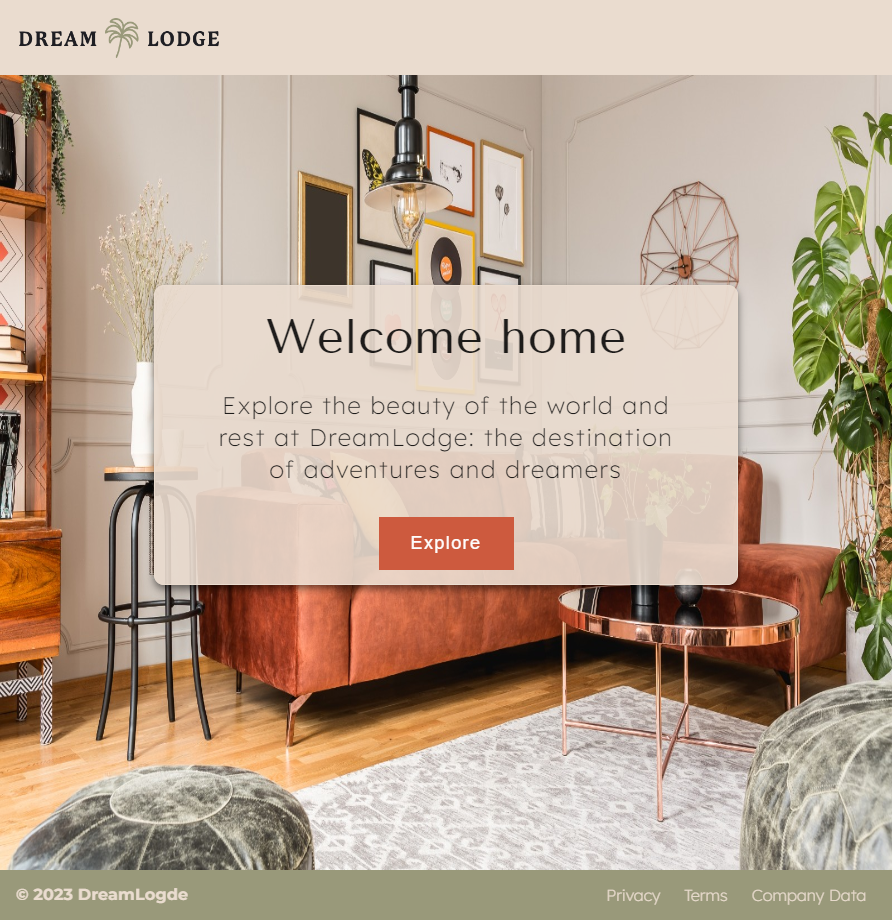 DREAM LODGE
Welcome home
Explore the beauty of the world and
rest at DreamLodge: the destination
of adventures and dreamers
Explore
© 2023 DreamLogde
Privacy Terms Company Data